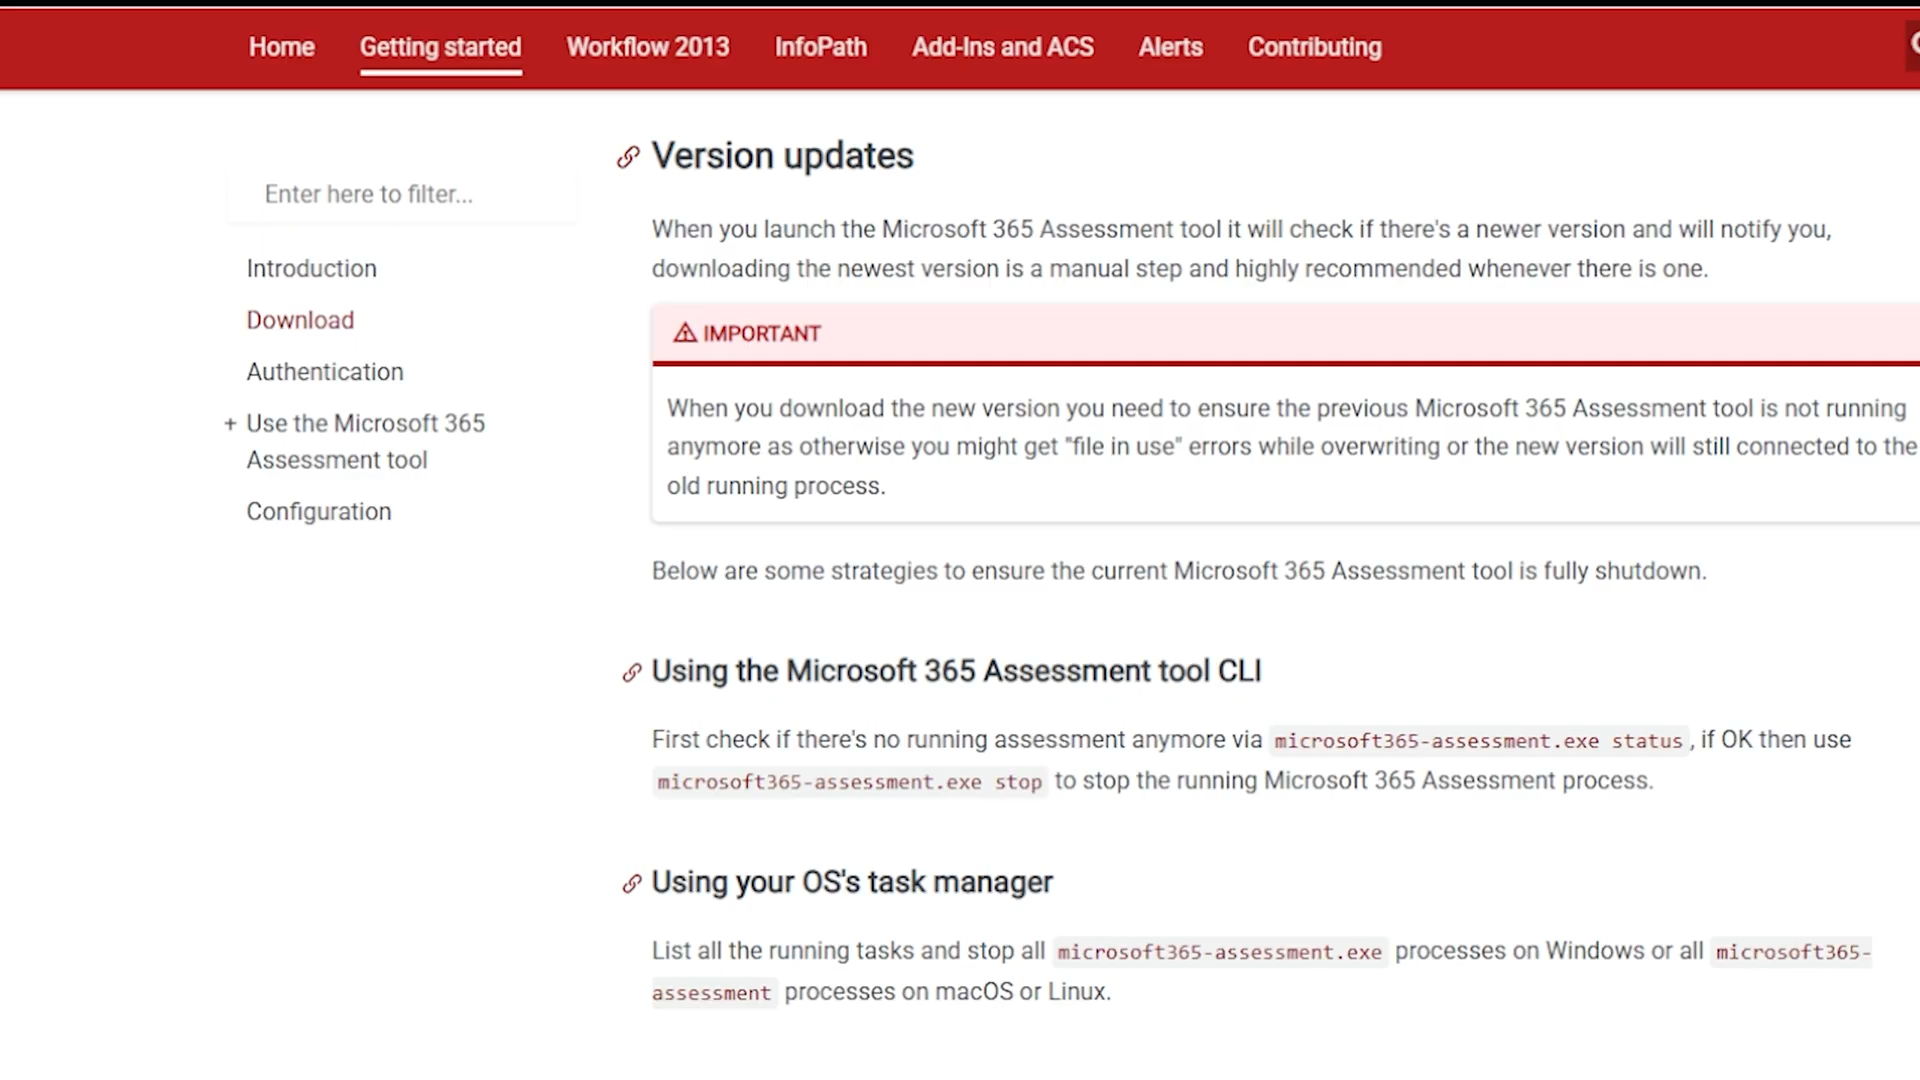 Home Getting started Workflow 2013 InfoPath Add-Ins and ACS Alerts Contributing
Enter here to filter...
Introduction
Download
Authentication
+ Use the Microsoft 365
Assessment tool
Configuration
Version updates
When you launch the Microsoft 365 Assessment tool it will check if there's a newer version and will notify you,
downloading the newest version is a manual step and highly recommended whenever there is one.
IMPORTANT
When you download the new version you need to ensure the previous Microsoft 365 Assessment tool is not running
anymore as otherwise you might get "file in use" errors while overwriting or the new version will still connected to the
old running process.
Below are some strategies to ensure the current Microsoft 365 Assessment tool is fully shutdown.
Using the Microsoft 365 Assessment tool CLI
First check if there's no running assessment anymore via microsoft365-assessment.exe status, if OK then use
microsoft365-assessment.exe stop to stop the running Microsoft 365 Assessment process.
Using your OS's task manager
List all the running tasks and stop all microsoft365-assessment.exe processes on Windows or all microsoft365-
assessment processes on macOS or Linux.